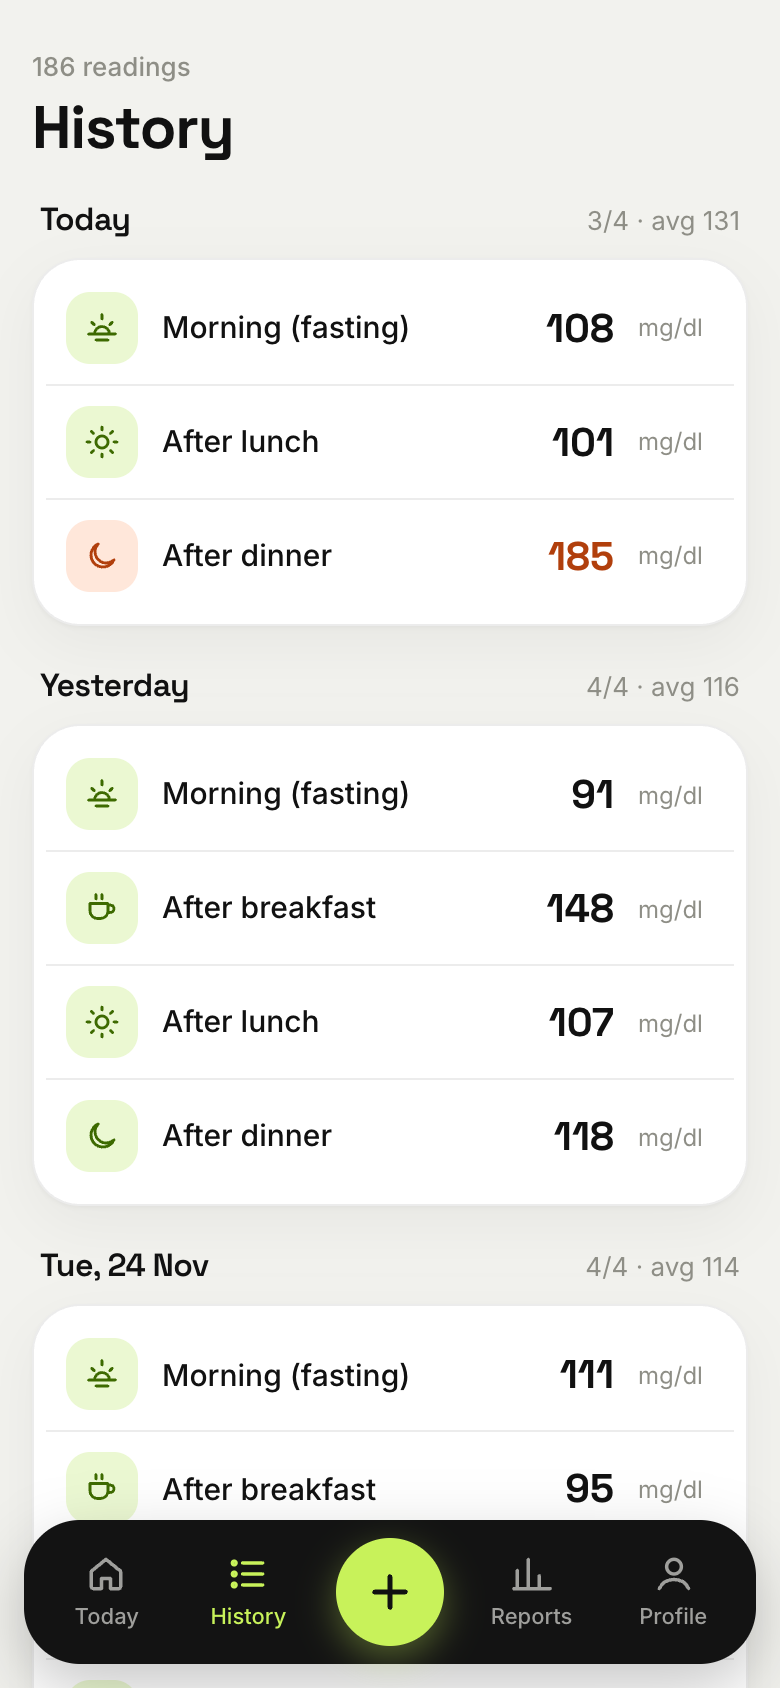 186 readings
History
Today 3/4 · avg 131
Morning (fasting) 108 mg/dl
After lunch 101 mg/dl
After dinner 185 mg/dl
Yesterday 4/4 · avg 116
Morning (fasting) 91 mg/dl
After breakfast 148 mg/dl
After lunch 107 mg/dl
After dinner 118 mg/dl
Tue, 24 Nov 4/4 · avg 114
Morning (fasting) 111 mg/dl
After breakfast 95 mg/dl
Today History Reports Profile